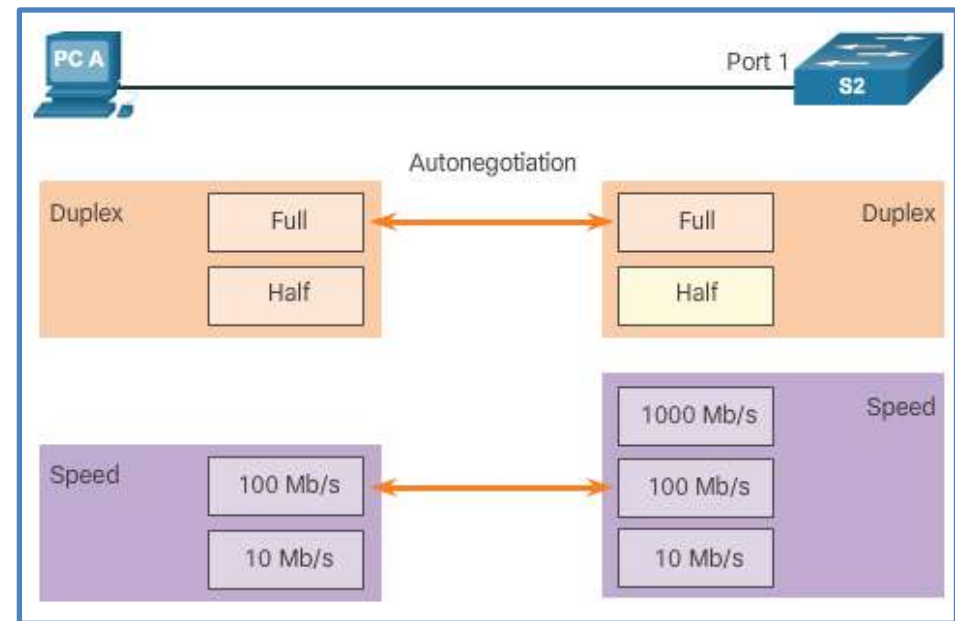 PC A
Port 1
S2
Autonegotiation
Duplex
Full
Half
Full
Half
Duplex
Speed
100 Mb/s
10 Mb/s
1000 Mb/s
100 Mb/s
10 Mb/s
Speed